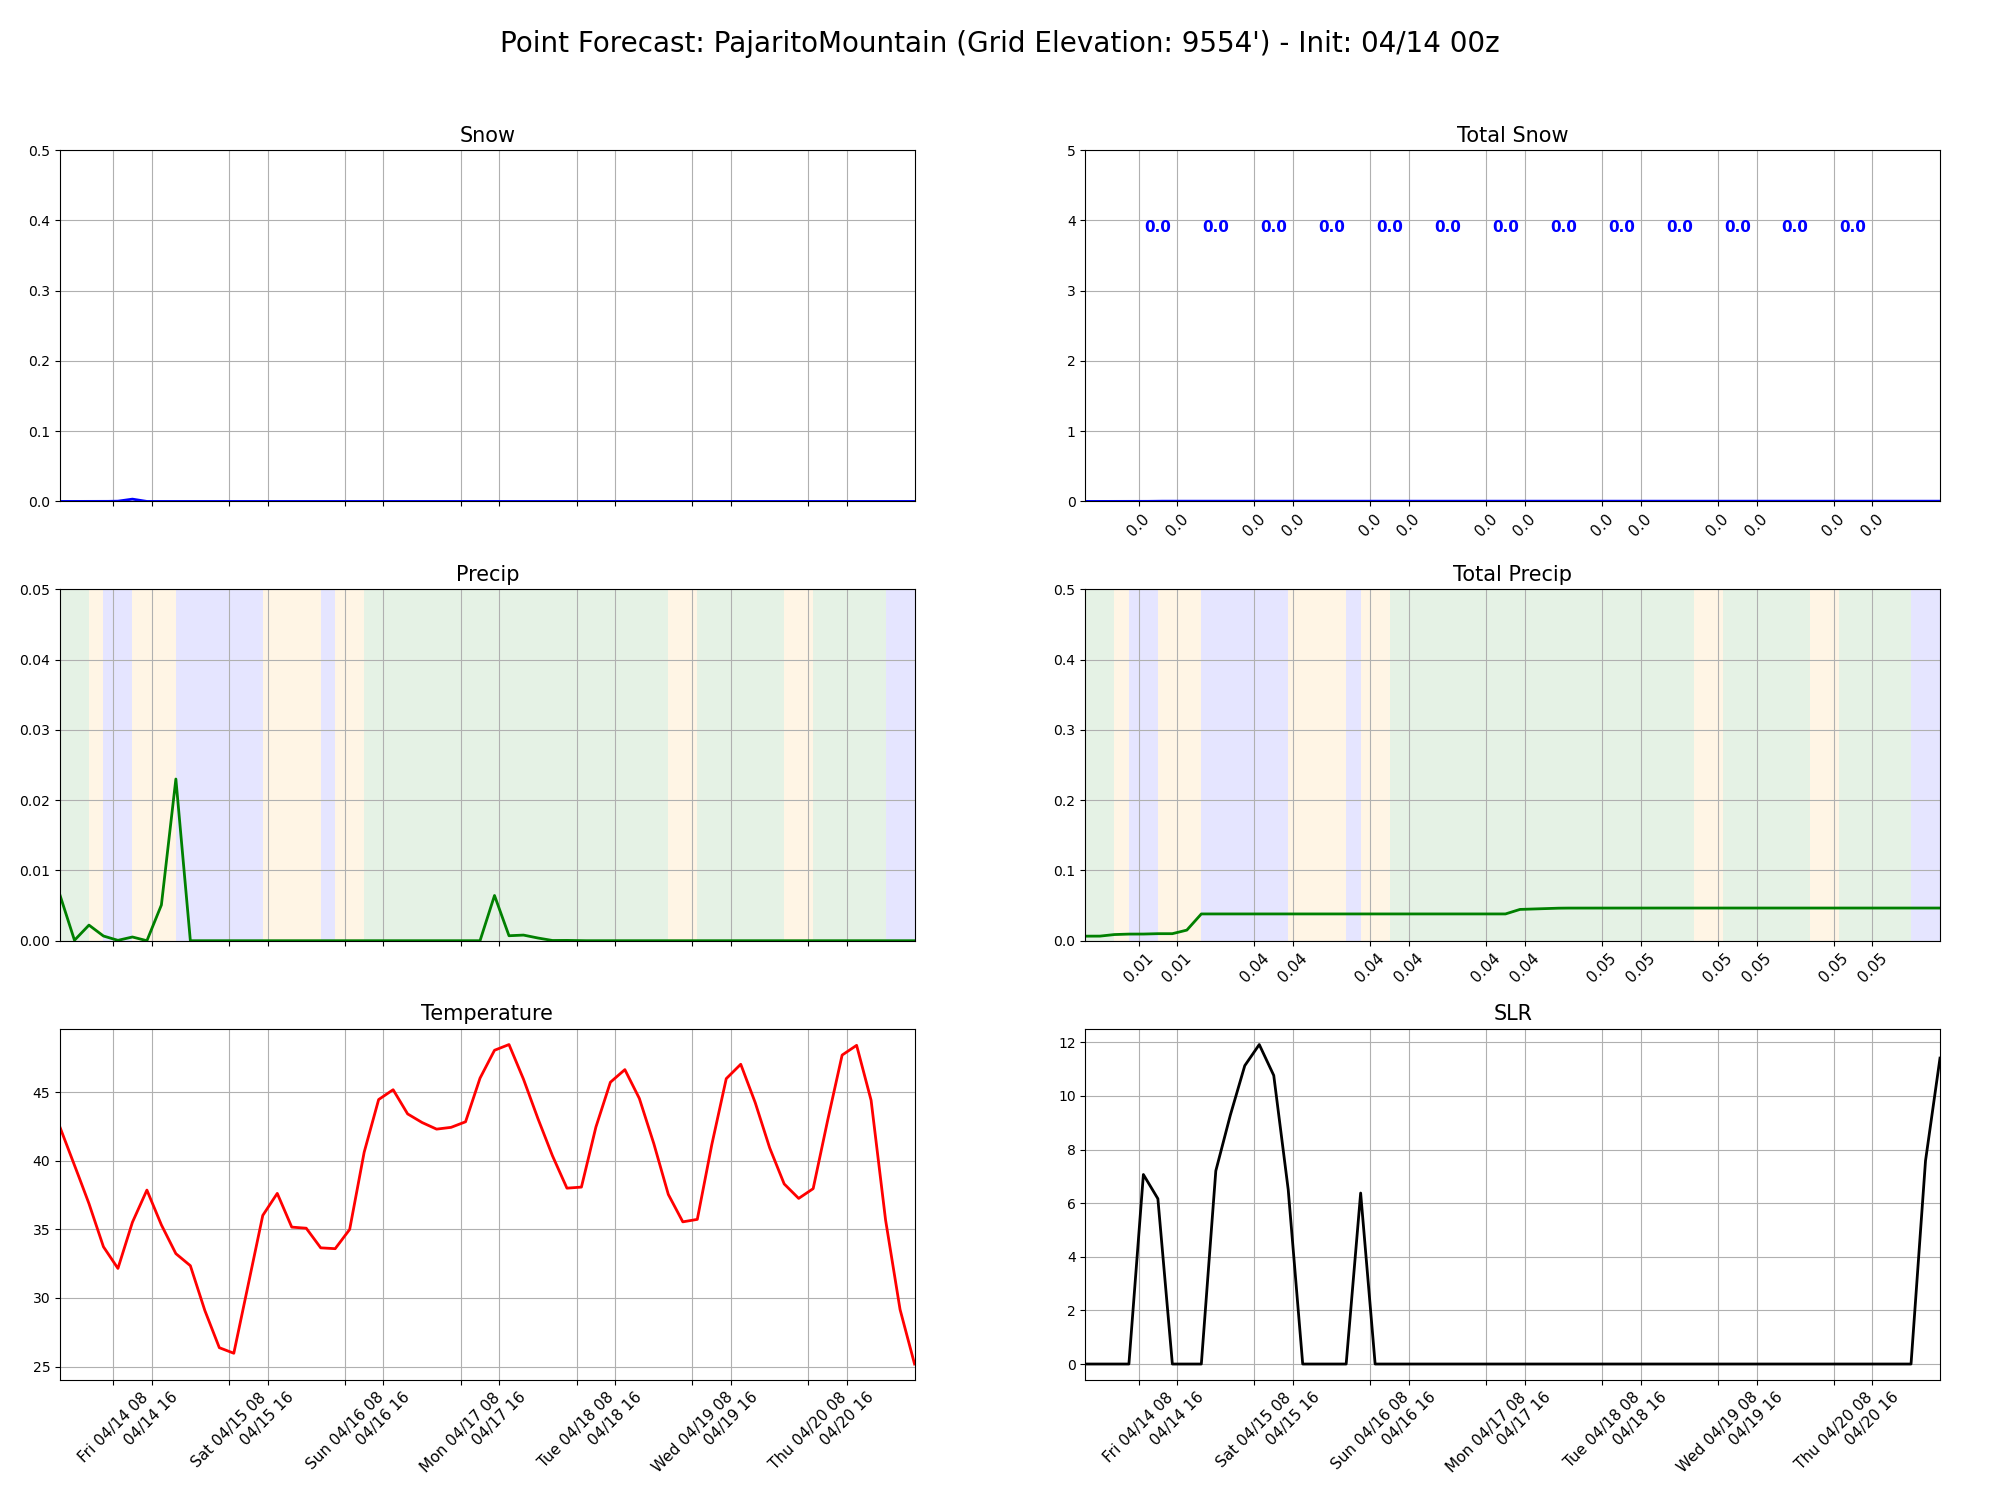 Point Forecast: PajaritoMountain (Grid Elevation: 9554') - Init: 04/14 00z
Snow
0.5
0.4
0.3
0.2
0.1
0.0
Total Snow
5
4
3
2
1
0
0.0 0.0 0.0 0.0 0.0 0.0 0.0 0.0 0.0 0.0 0.0 0.0 0.0
0.0 0.0 0.0 0.0 0.0 0.0 0.0 0.0 0.0 0.0 0.0 0.0 0.0 0.0
Precip
0.05
0.04
0.03
0.02
0.01
0.00
Total Precip
0.5
0.4
0.3
0.2
0.1
0.0
0.01 0.01 0.04 0.04 0.04 0.04 0.04 0.04 0.05 0.05 0.05 0.05 0.05 0.05
Temperature
45
40
35
30
25
Fri 04/14 08
04/14 16
Sat 04/15 08
04/15 16
Sun 04/16 08
04/16 16
Mon 04/17 08
04/17 16
Tue 04/18 08
04/18 16
Wed 04/19 08
04/19 16
Thu 04/20 08
04/20 16
SLR
12
10
8
6
4
2
0
Fri 04/14 08
04/14 16
Sat 04/15 08
04/15 16
Sun 04/16 08
04/16 16
Mon 04/17 08
04/17 16
Tue 04/18 08
04/18 16
Wed 04/19 08
04/19 16
Thu 04/20 08
04/20 16